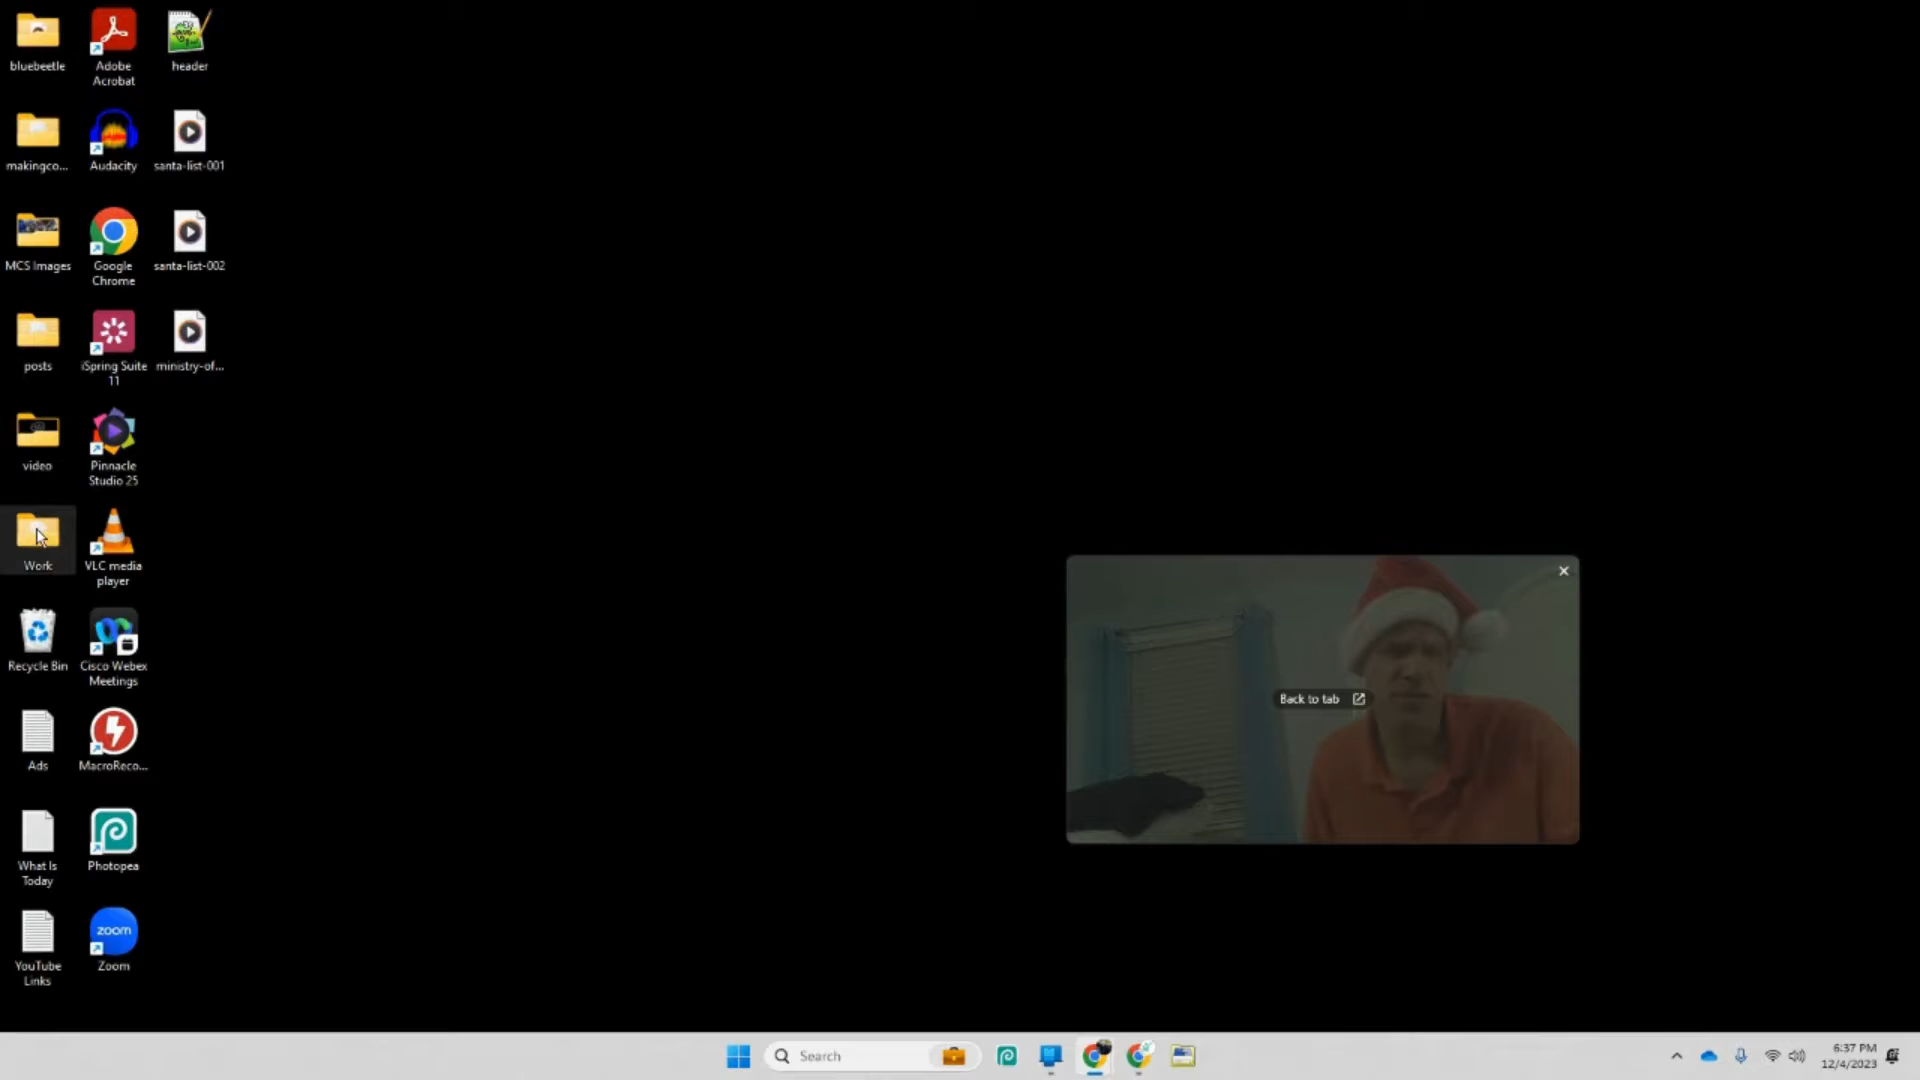 bluebeetle
Adobe
Acrobat
header
makingco...
Audacity
santa-list-001
MCS Images
Google
Chrome
santa-list-002
posts
iSpring Suite
11
ministry-of...
video
Pinnacle
Studio 25
Work
VLC media
player
Recycle Bin
Cisco Webex
Meetings
Back to tab
Ads
MacroReco...
What Is
Today
Photopea
YouTube
Links
zoom
Zoom
Search
6:37 PM
12/4/2023